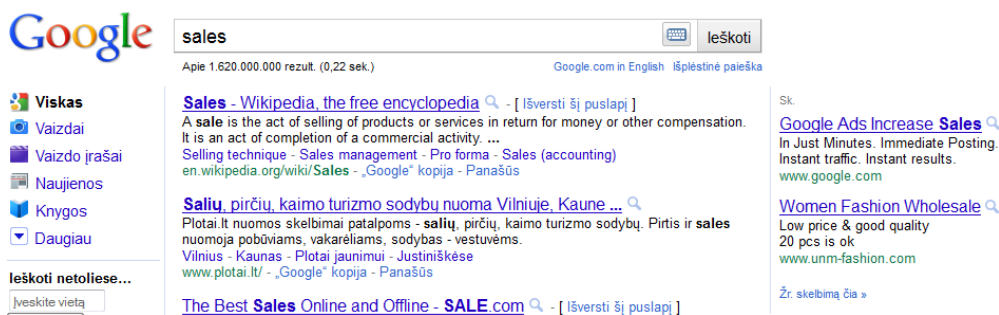 Google
sales
Ieškoti
Apie 1.620.000.000 rezult. (0,22 sek.)
Google.com in English Išplėstinė paieška
Viskas
Vaizdai
Vaizdo įrašai
Naujienos
Knygos
Daugiau
Ieškoti netoliese...
Įveskite vietą
Sales - Wikipedia, the free encyclopedia - [ Išversti šį puslapį ]
A sale is the act of selling of products or services in return for money or other compensation.
It is an act of completion of a commercial activity. ...
Selling technique - Sales management - Pro forma - Sales (accounting)
en.wikipedia.org/wiki/Sales - „Google“ kopija - Panašūs
Salių, pirčių, kaimo turizmo sodybų nuoma Vilniuje, Kaune ...
Plotai.lt nuomos skelbimai patalpoms - salių, pirčių, kaimo turizmo sodybų. Pirtis ir sales
nuomoja pobūviams, vakarėliams, sodybas - vestuvėms.
Vilnius - Kaunas - Plotai jaunimui - Justiniškėse
www.plotai.lt/ - „Google“ kopija - Panašūs
The Best Sales Online and Offline - SALE.com - [ Išversti šį puslapį ]
Sk.
Google Ads Increase Sales
In Just Minutes. Immediate Posting.
Instant traffic. Instant results.
www.google.com
Women Fashion Wholesale
Low price & good quality
20 pcs is ok
www.unm-fashion.com
Žr. skelbimą čia »